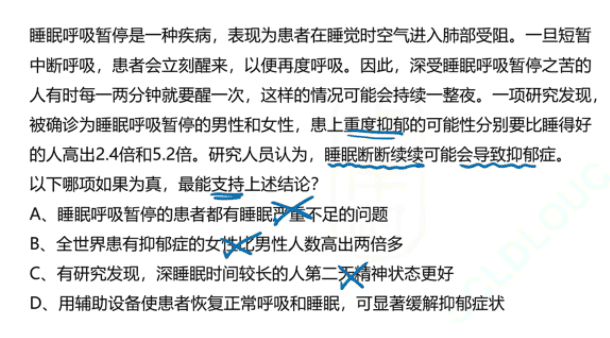 睡眠呼吸暂停是一种疾病，表现为患者在睡觉时空气进入肺部受阻。一旦短暂
中断呼吸，患者会立刻醒来，以便再度呼吸。因此，深受睡眠呼吸暂停之苦的
人有时每一两分钟就要醒一次，这样的情况可能会持续一整夜。一项研究发现，
被确诊为睡眠呼吸暂停的男性和女性，患上重度抑郁的可能性分别要比睡得好
的人高出2.4倍和5.2倍。研究人员认为，睡眠断断续续可能会导致抑郁症。
以下哪项如果为真，最能支持上述结论？
A、睡眠呼吸暂停的患者都有睡眠严重不足的问题
B、全世界患有抑郁症的女性比男性人数高出两倍多
C、有研究发现，深睡眠时间较长的人第二天精神状态更好
D、用辅助设备使患者恢复正常呼吸和睡眠，可显著缓解抑郁症状